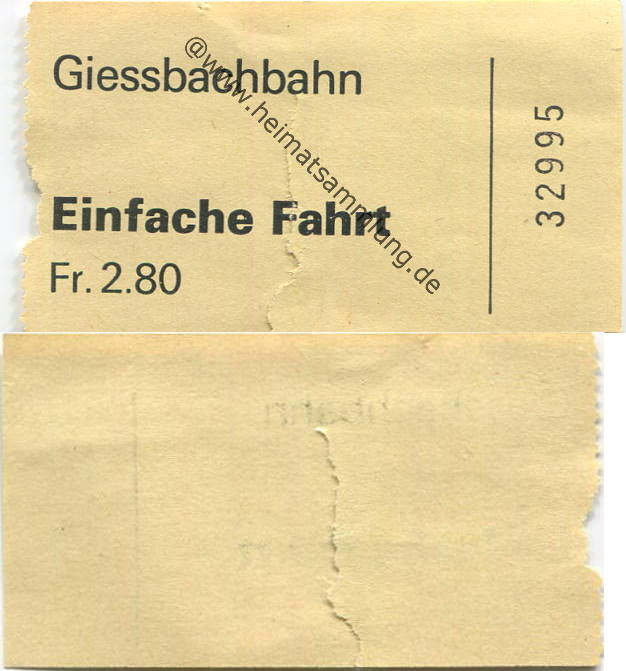 Giessbachbahn
Einfache Fahrt
Fr. 2.80
32995
@www.heimatsammlung.de